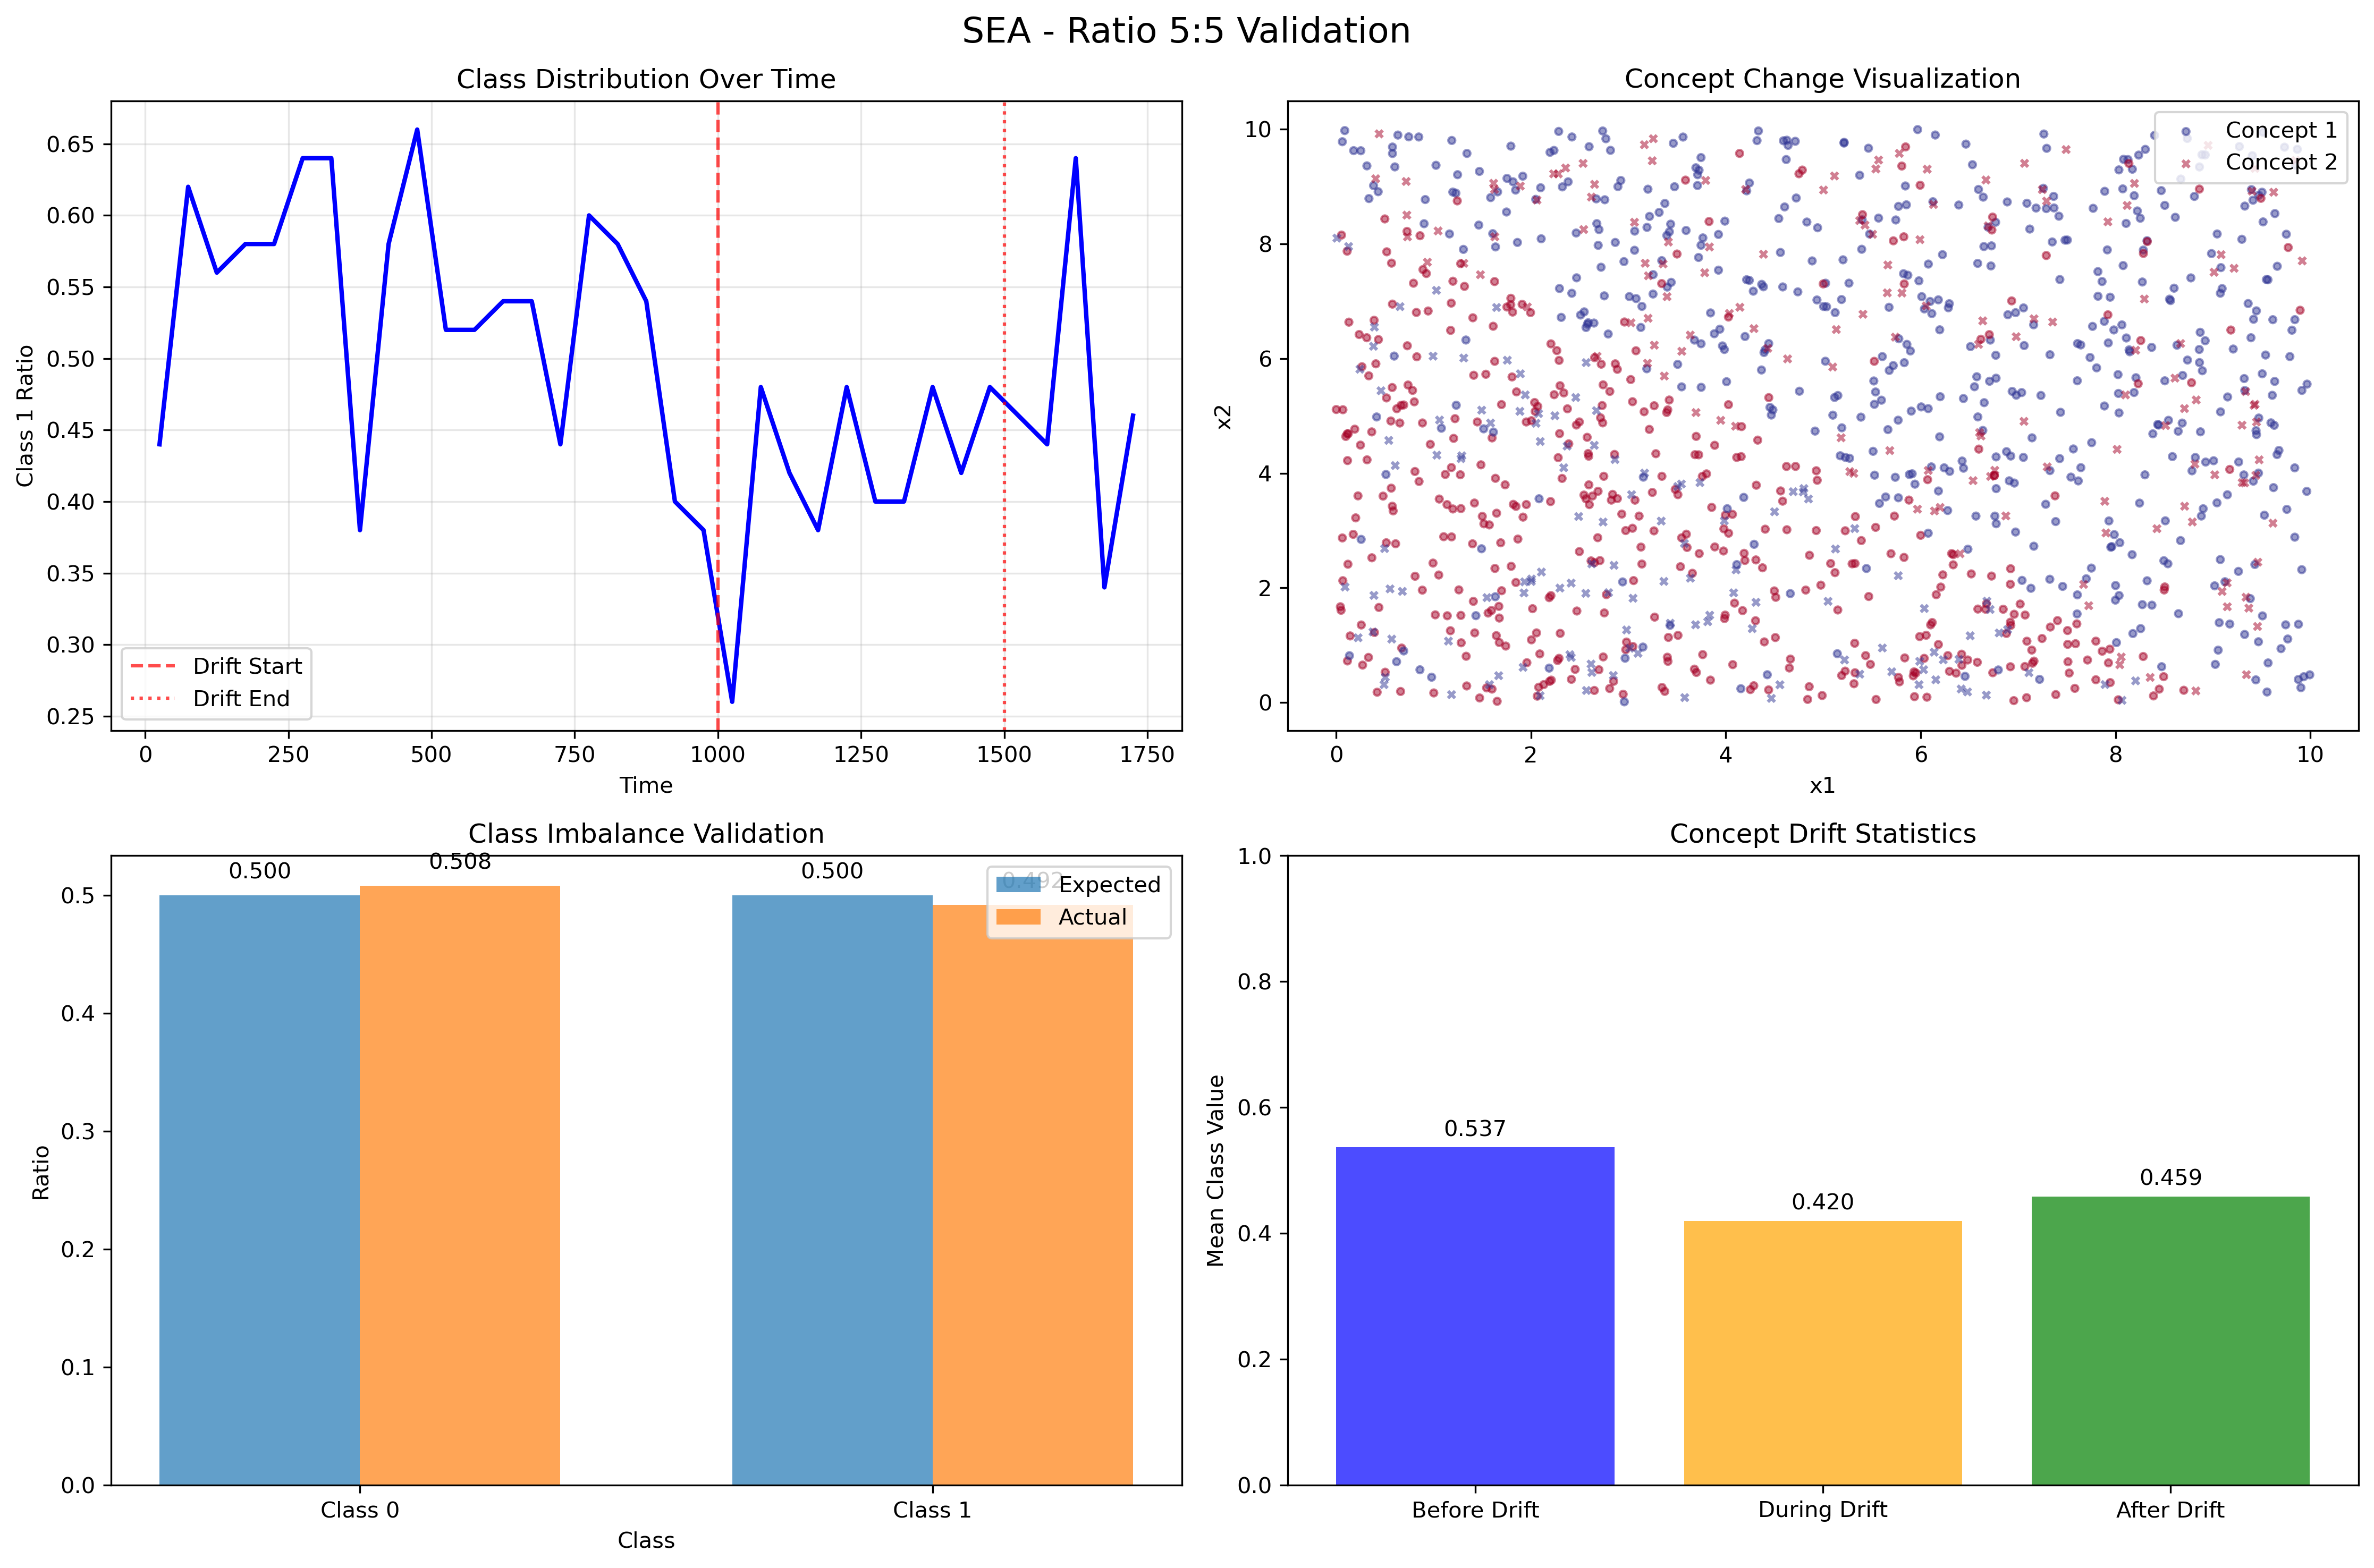 SEA - Ratio 5:5 Validation
Class Distribution Over Time
Class 1 Ratio
0.65
0.60
0.55
0.50
0.45
0.40
0.35
0.30
0.25
Drift Start
Drift End
0 250 500 750 1000 1250 1500 1750
Time
Concept Change Visualization
x2
10
8
6
4
2
0
Concept 1
Concept 2
0 2 4 6 8 10
x1
Class Imbalance Validation
Ratio
0.5
0.4
0.3
0.2
0.1
0.0
0.500 0.508 0.500 0.492
Expected
Actual
Class 0 Class 1
Class
Concept Drift Statistics
Mean Class Value
1.0
0.8
0.6
0.4
0.2
0.0
0.537 0.420 0.459
Before Drift During Drift After Drift